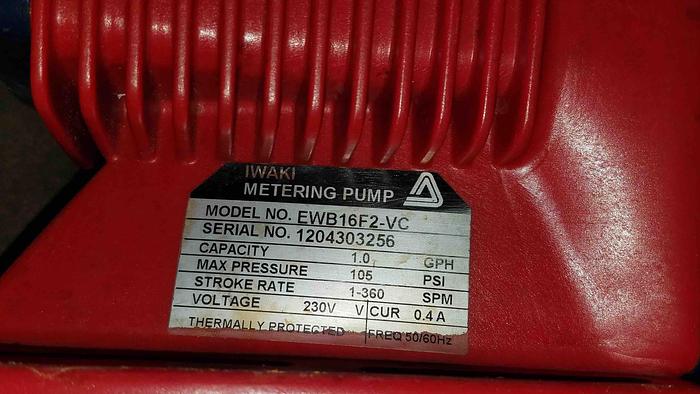 IWAKI
METERING PUMP
MODEL NO. EWB16F2-VC
SERIAL NO. 1204303256
CAPACITY 1.0 GPH
MAX PRESSURE 105 PSI
STROKE RATE 1-360 SPM
VOLTAGE 230V V CUR 0.4 A
THERMALLY PROTECTED FREQ 50/60Hz